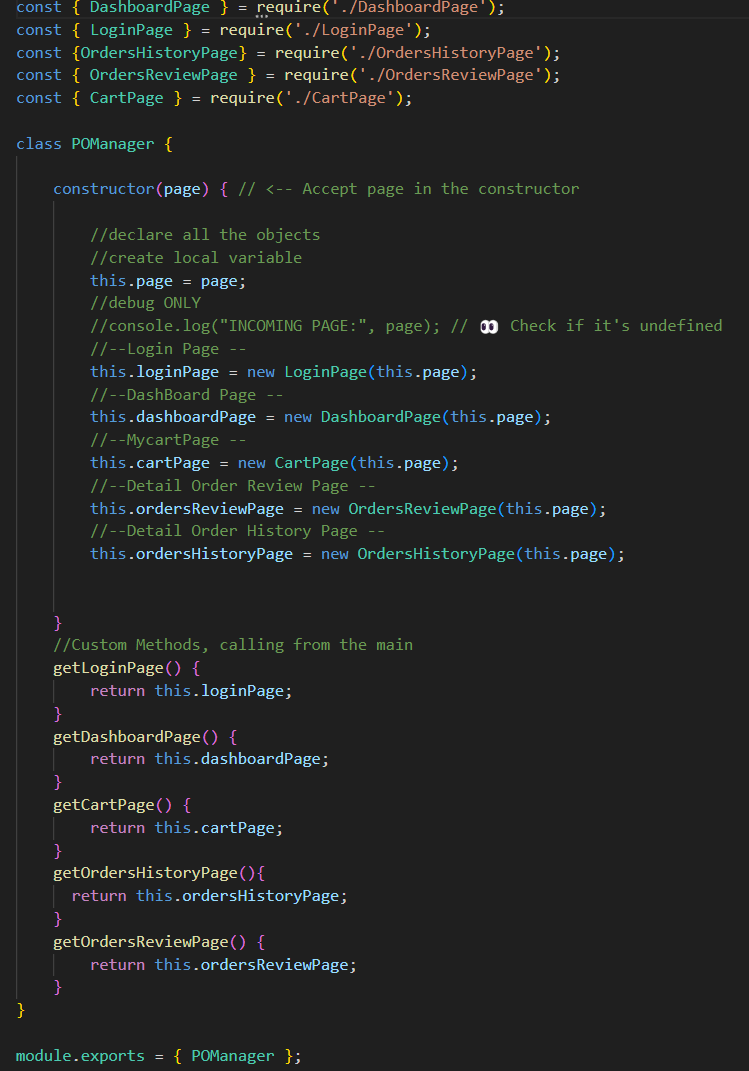 const { DashboardPage } = require('./DashboardPage');
const { LoginPage } = require('./LoginPage');
const {OrdersHistoryPage} = require('./OrdersHistoryPage');
const { OrdersReviewPage } = require('./OrdersReviewPage');
const { CartPage } = require('./CartPage');

class POManager {

    constructor(page) { // <-- Accept page in the constructor

        //declare all the objects
        //create local variable
        this.page = page;
        //debug ONLY
        //console.log("INCOMING PAGE:", page); // 👀 Check if it's undefined
        //--Login Page --
        this.loginPage = new LoginPage(this.page);
        //--DashBoard Page --
        this.dashboardPage = new DashboardPage(this.page);
        //--MycartPage --
        this.cartPage = new CartPage(this.page);
        //--Detail Order Review Page --
        this.ordersReviewPage = new OrdersReviewPage(this.page);
        //--Detail Order History Page --
        this.ordersHistoryPage = new OrdersHistoryPage(this.page);


    }
    //Custom Methods, calling from the main
    getLoginPage() {
        return this.loginPage;
    }
    getDashboardPage() {
        return this.dashboardPage;
    }
    getCartPage() {
        return this.cartPage;
    }
    getOrdersHistoryPage(){
      return this.ordersHistoryPage;
    }
    getOrdersReviewPage() {
        return this.ordersReviewPage;
    }
}

module.exports = { POManager };